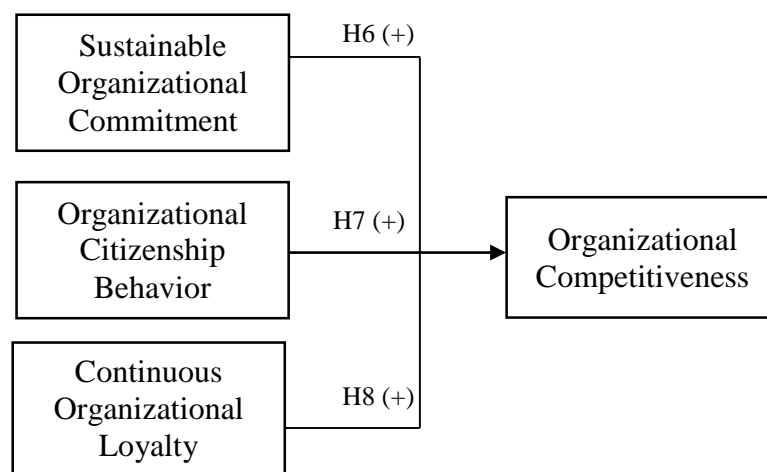 Sustainable
Organizational
Commitment
H6 (+)
Organizational
Citizenship
Behavior
H7 (+)
Organizational
Competitiveness
Continuous
Organizational
Loyalty
H8 (+)